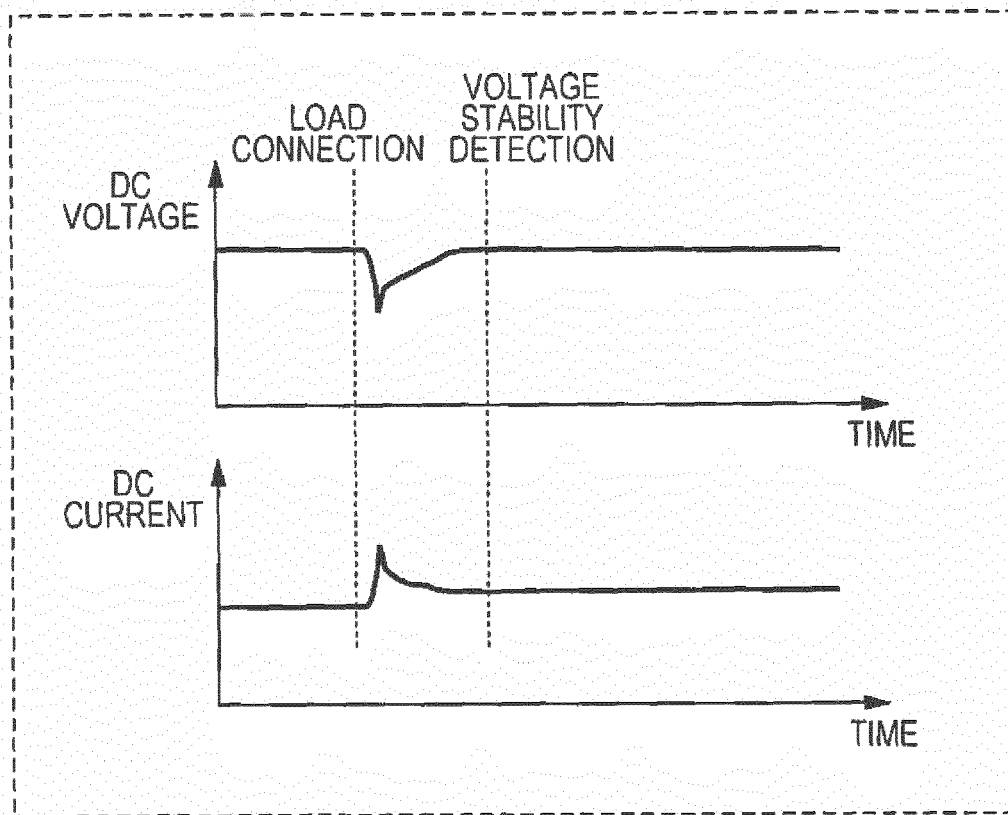 LOAD
CONNECTION
VOLTAGE
STABILITY
DETECTION
DC
VOLTAGE
TIME
DC
CURRENT
TIME